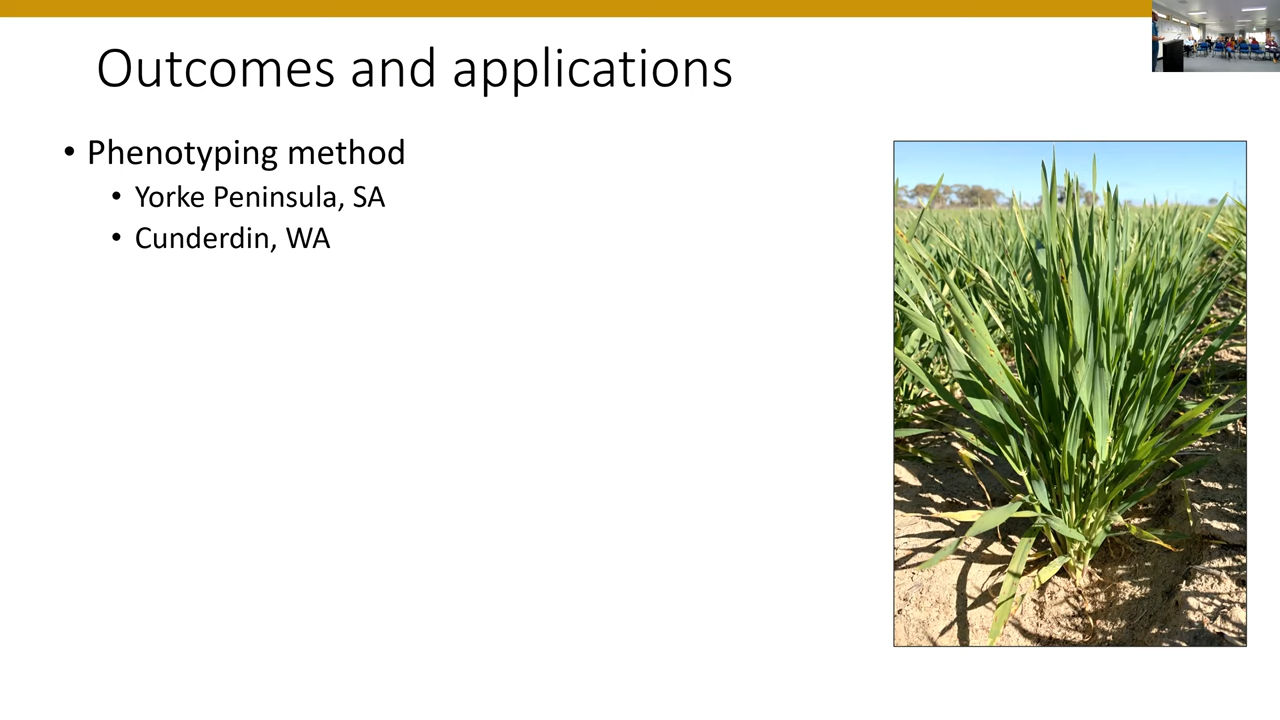 Outcomes and applications
• Phenotyping method
• Yorke Peninsula, SA
• Cunderdin, WA